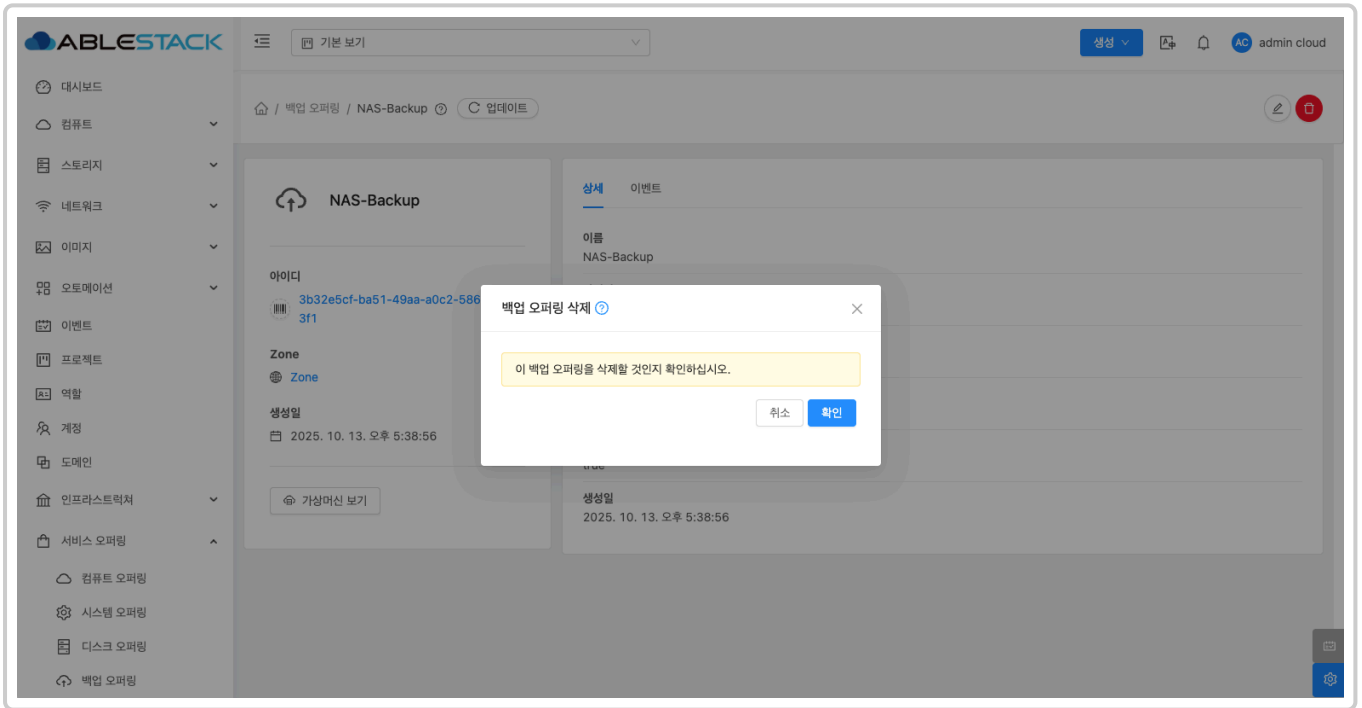 ABLESTACK
기본 보기
생성
AC
admin cloud
대시보드
컴퓨트
스토리지
네트워크
이미지
오토메이션
이벤트
프로젝트
역할
계정
도메인
인프라스트럭쳐
서비스 오퍼링
컴퓨트 오퍼링
시스템 오퍼링
디스크 오퍼링
백업 오퍼링
/ 백업 오퍼링 / NAS-Backup
업데이트
NAS-Backup
아이디
3b32e5cf-ba51-49aa-a0c2-586
3f1
Zone
Zone
생성일
2025. 10. 13. 오후 5:38:56
가상머신 보기
상세
이벤트
이름
NAS-Backup
백업 오퍼링 삭제
이 백업 오퍼링을 삭제할 것인지 확인하십시오.
취소
확인
true
생성일
2025. 10. 13. 오후 5:38:56